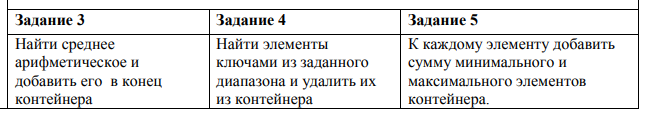 Задание 3
Задание 4
Задание 5
Найти среднее
арифметическое и
добавить его в конец
контейнера
Найти элементы
ключами из заданного
диапазона и удалить их
из контейнера
К каждому элементу добавить
сумму минимального и
максимального элементов
контейнера.